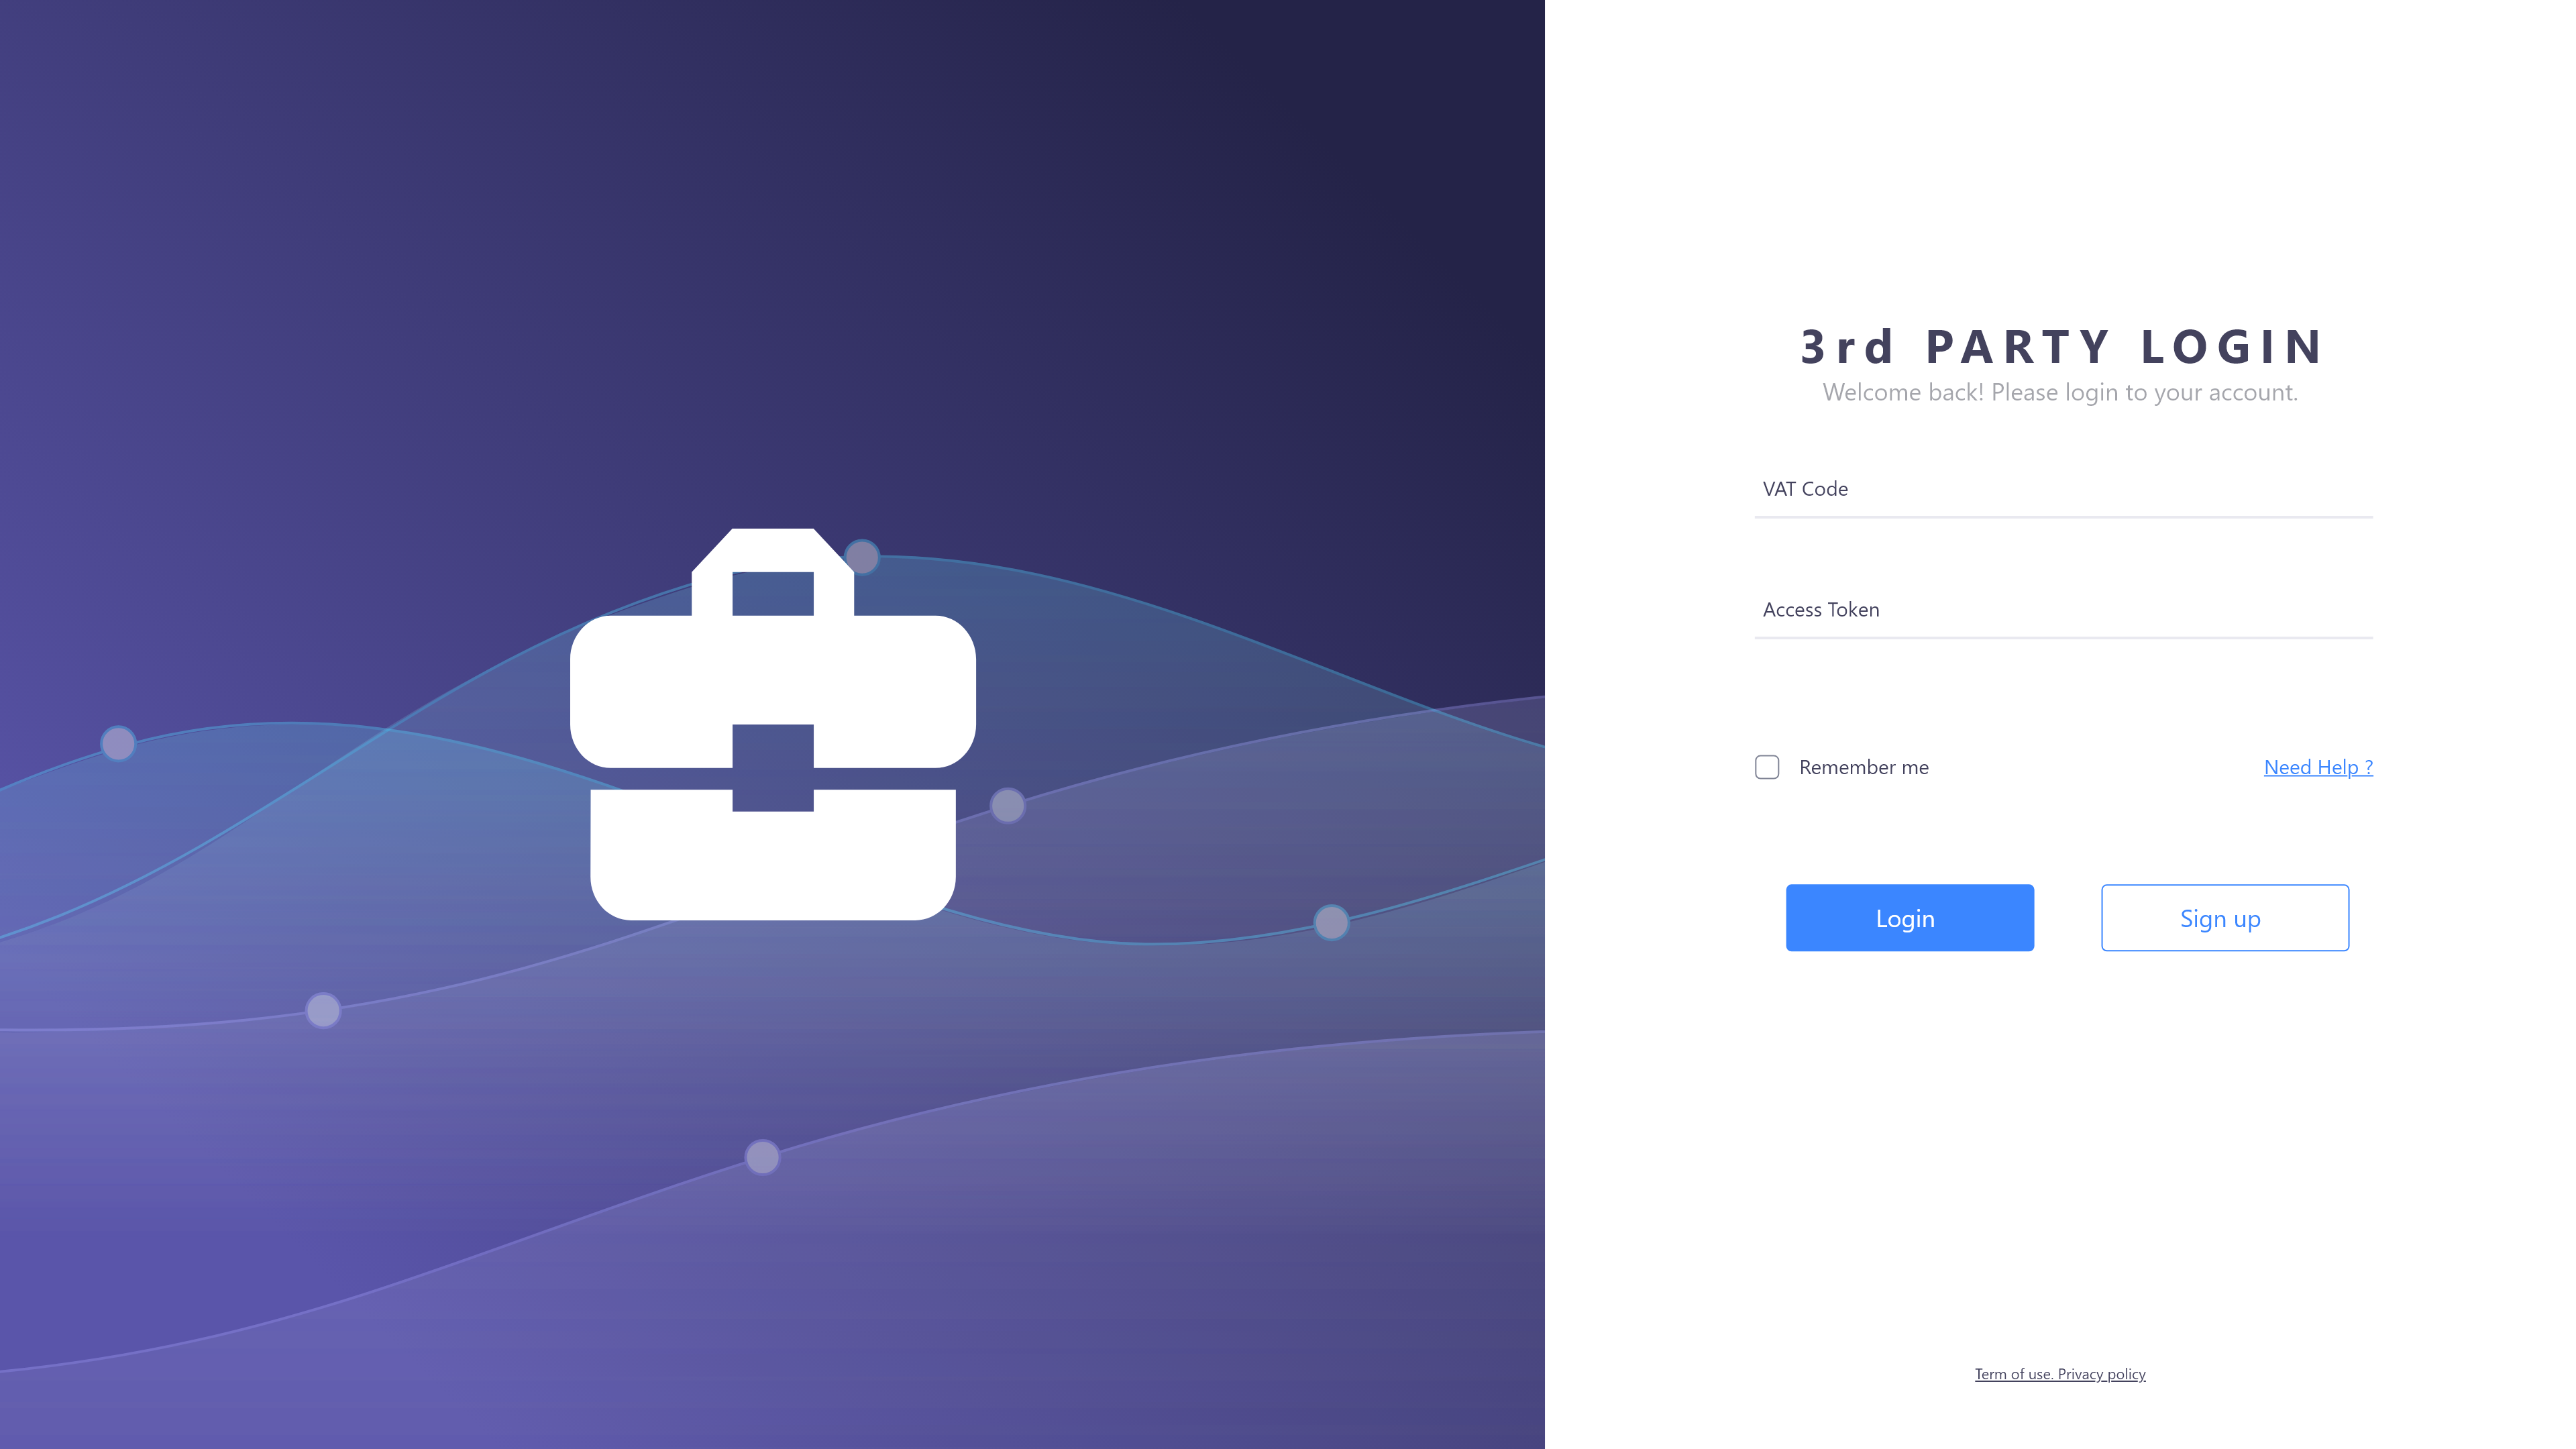 3rd PARTY LOGIN
Welcome back! Please login to your account.
VAT Code
Access Token
Remember me
Need Help ?
Login
Sign up
Term of use. Privacy policy